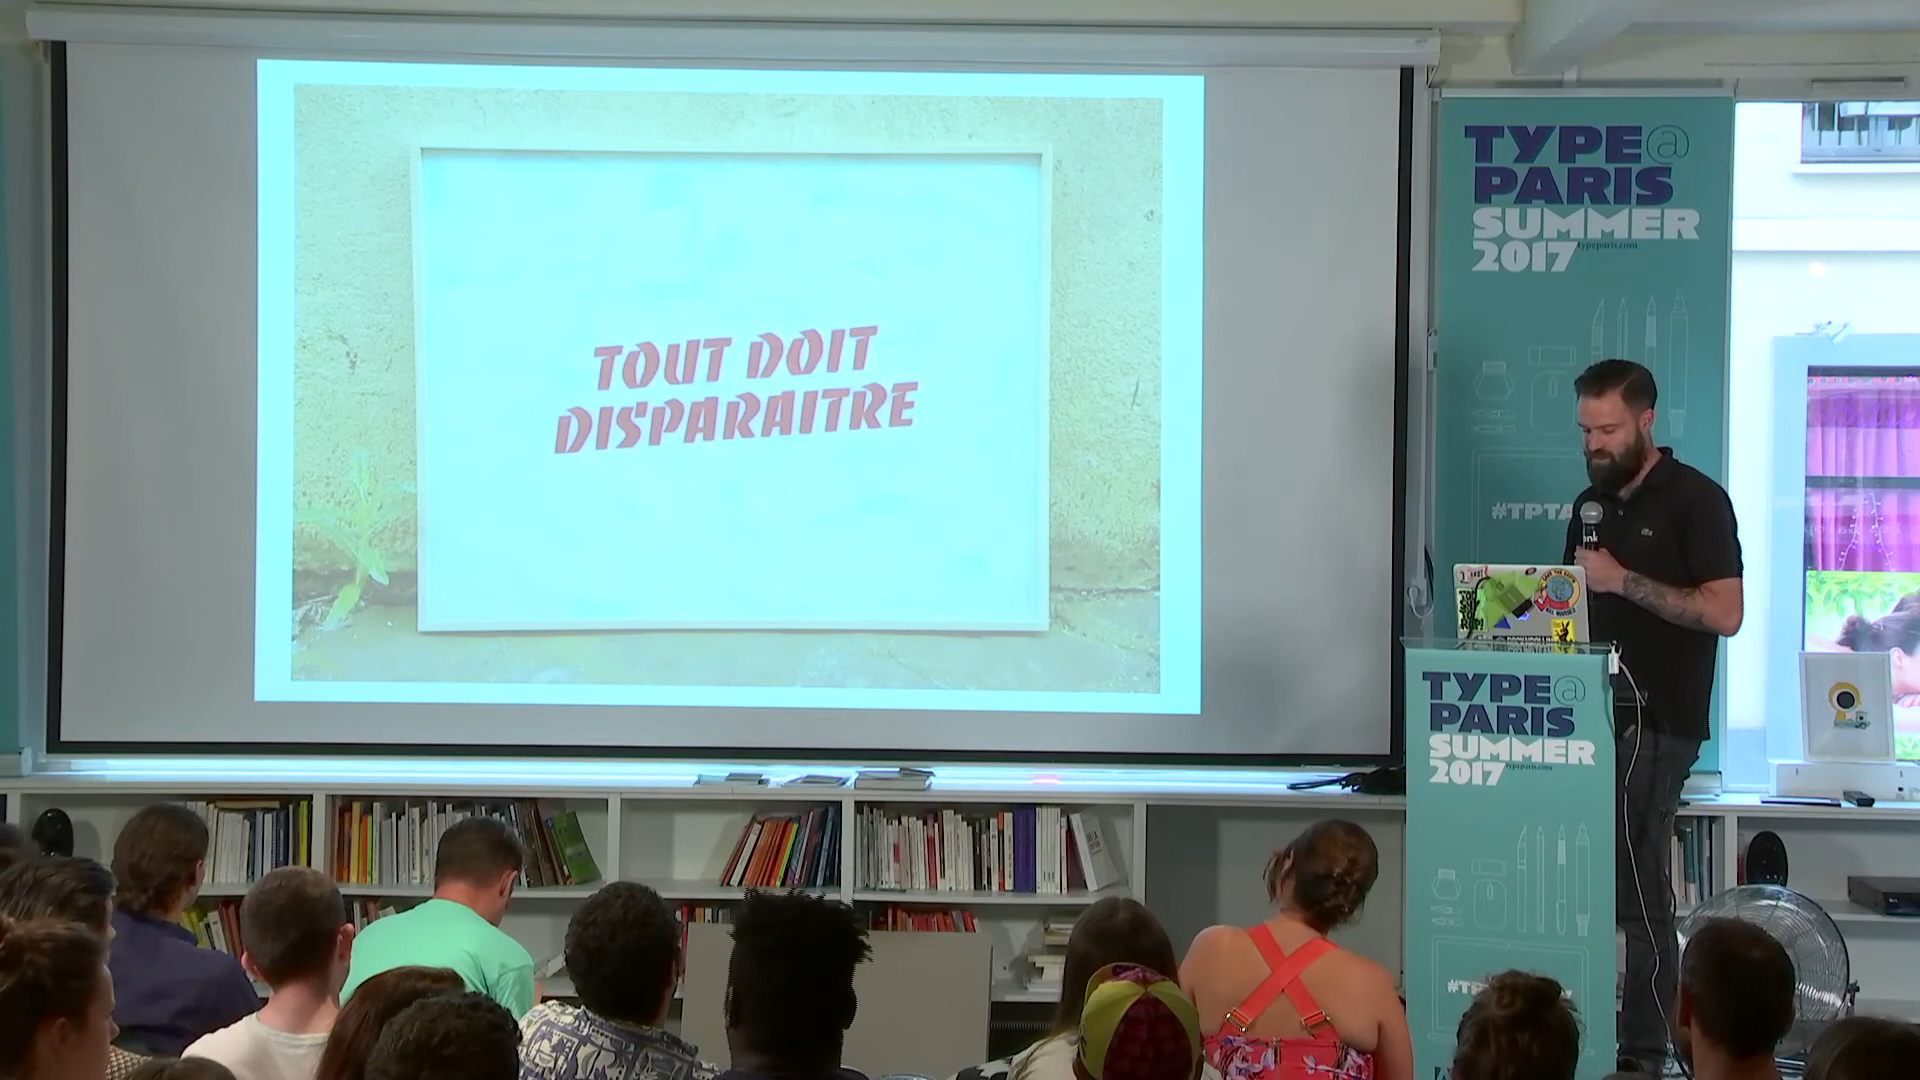 TOUT DOIT
DISPARAITRE
TYPE@
PARIS
SUMMER
2017
typeparis.com
#TPTA
TYPE@
PARIS
SUMMER
2017
typeparis.com